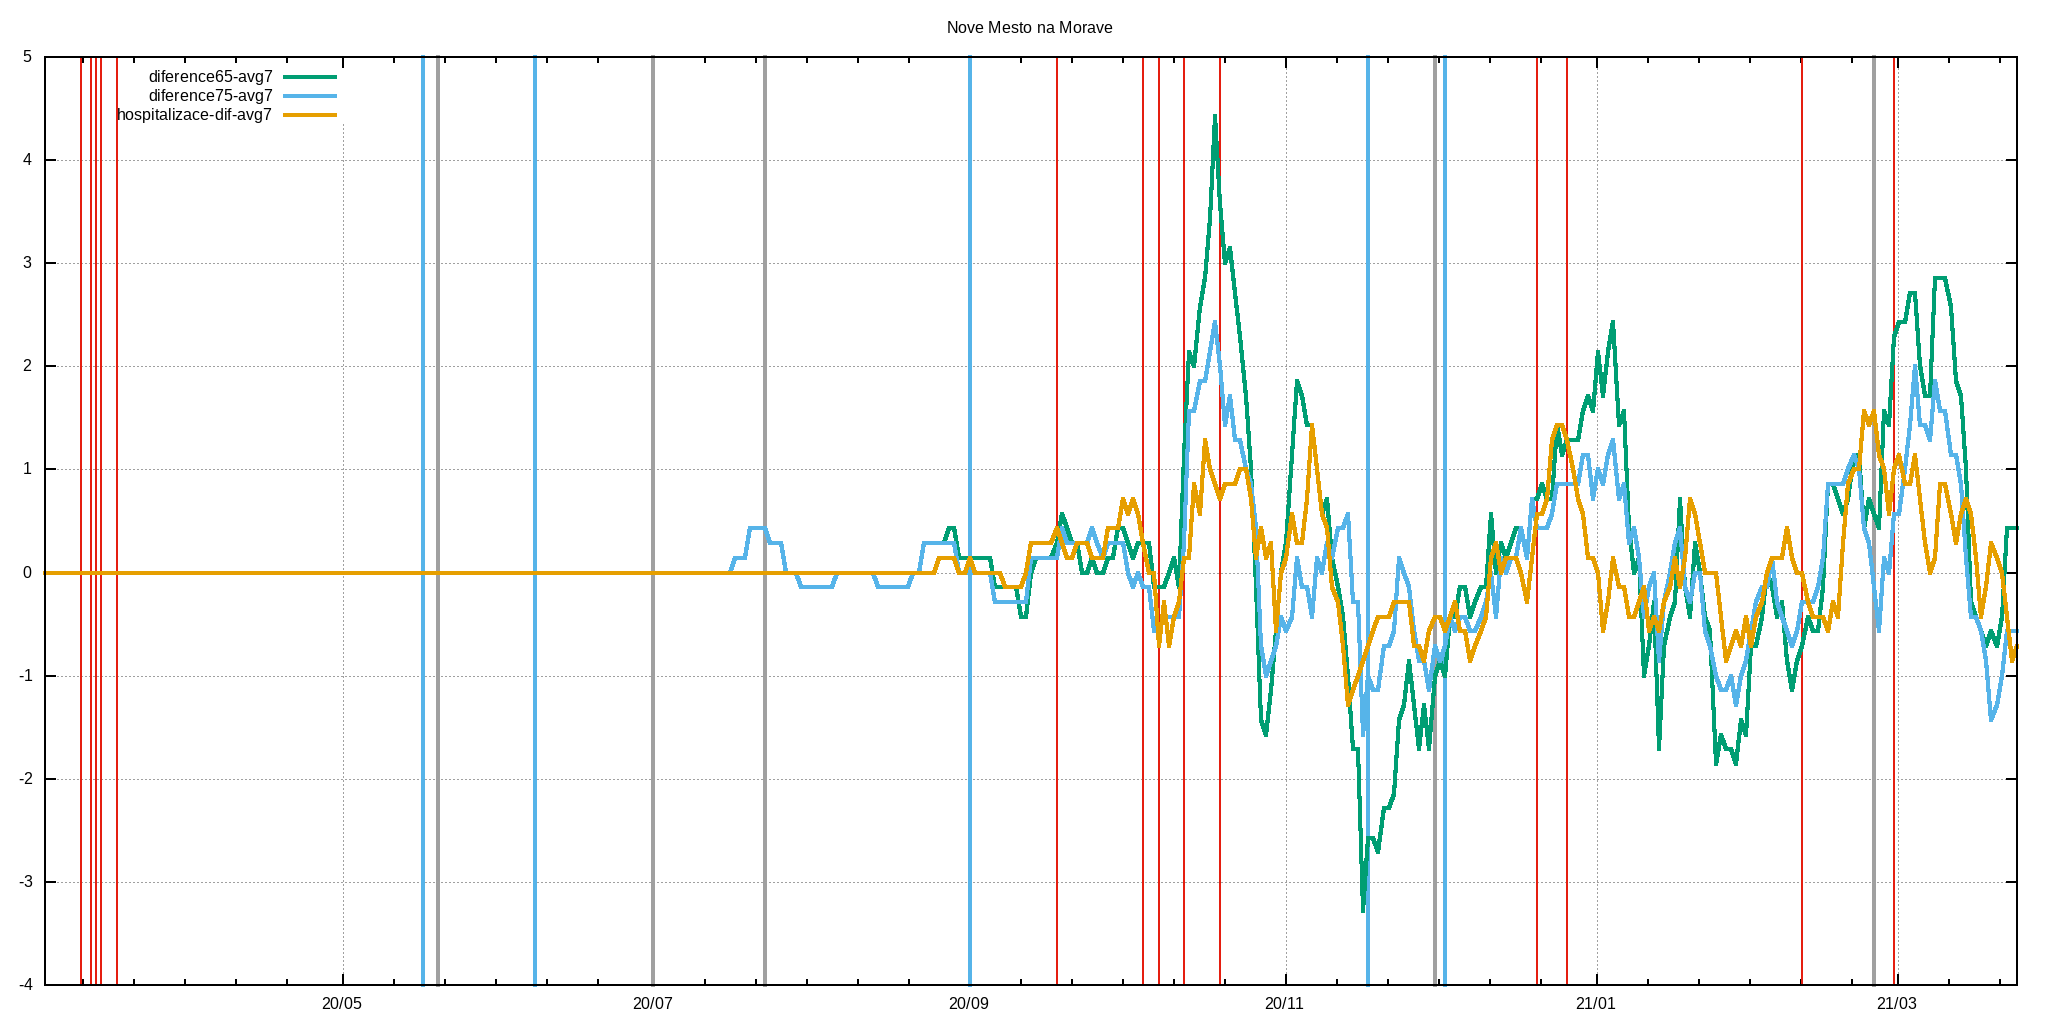 Nove Mesto na Morave
5
diference65-avg7
diference75-avg7
hospitalizace-dif-avg7
4
3
2
1
0
-1
-2
-3
-4
20/05 20/07 20/09 20/11 21/01 21/03